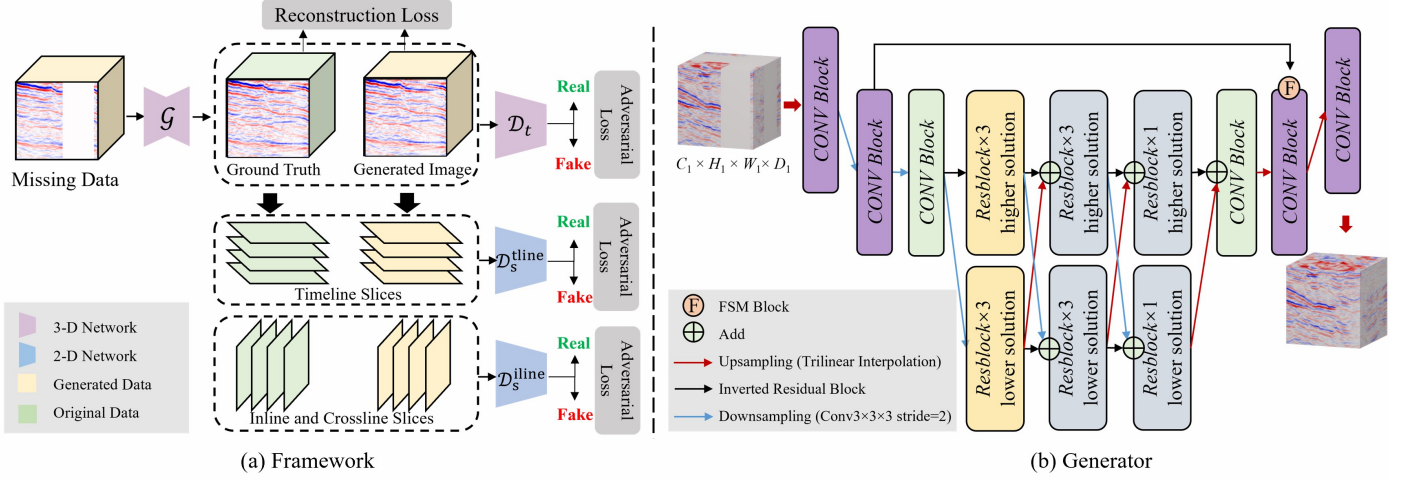 Reconstruction Loss
Missing Data
𝒢
Ground Truth
Generated Image
𝒟t
Real
Fake
Adversarial
Loss
Timeline Slices
𝒟s^tline
Real
Fake
Adversarial
Loss
Inline and Crossline Slices
𝒟s^iline
Real
Fake
Adversarial
Loss
3-D Network
2-D Network
Generated Data
Original Data
(a) Framework
C1 × H1 × W1 × D1
CONV Block
CONV Block
CONV Block
Resblock×3
higher solution
Resblock×3
higher solution
Resblock×1
higher solution
CONV Block
F
CONV Block
CONV Block
Resblock×3
lower solution
Resblock×3
lower solution
Resblock×1
lower solution
F
FSM Block
Add
Upsampling (Trilinear Interpolation)
Inverted Residual Block
Downsampling (Conv3×3×3 stride=2)
(b) Generator